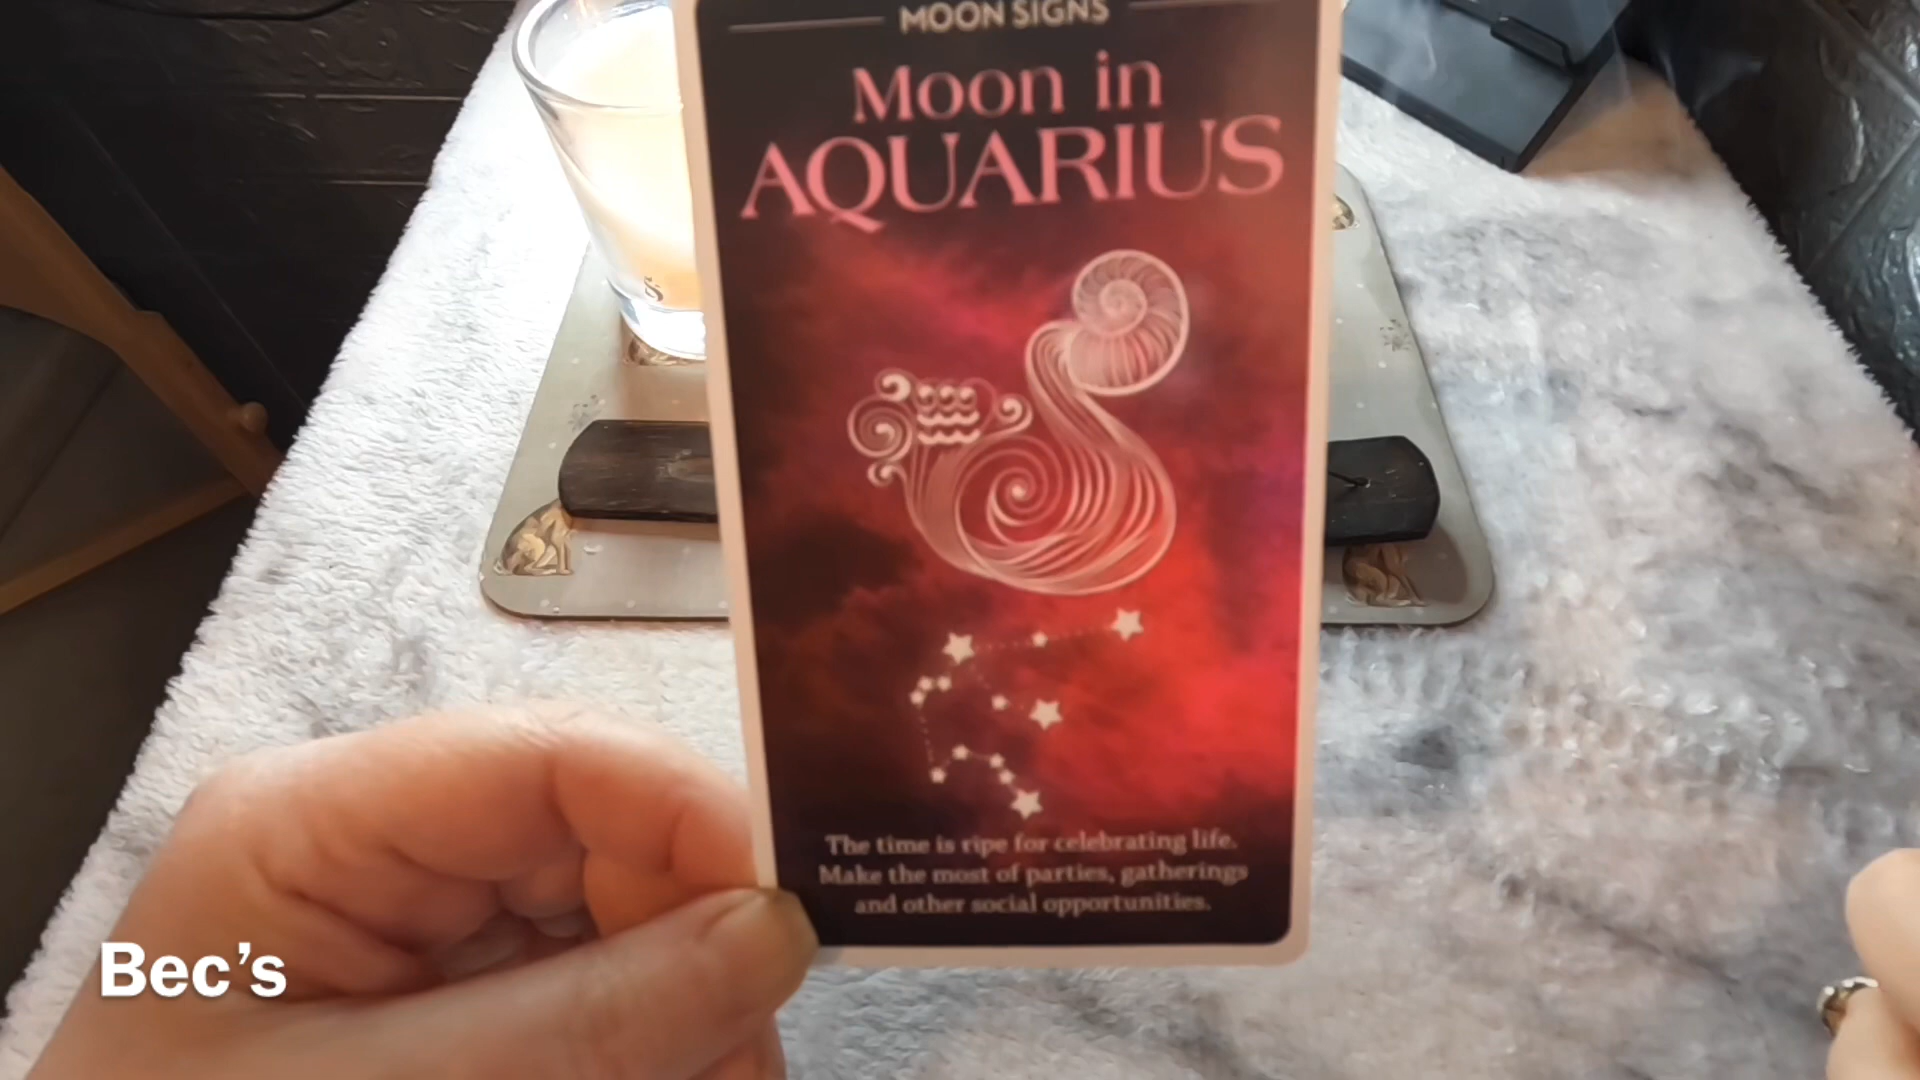 MOON SIGNS
Moon in
AQUARIUS
The time is ripe for celebrating life.
Make the most of parties, gatherings
and other social opportunities.
Bec's